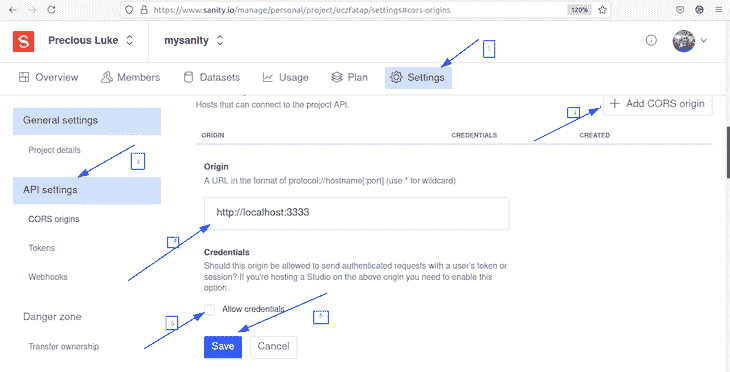 https://www.sanity.io/manage/personal/project/uczfatap/settings#cors-origins
120%
S
Precious Luke
mysanity
1
Overview
Members
Datasets
Usage
Plan
Settings
Hosts that can connect to the project API.
3
+ Add CORS origin
General settings
ORIGIN CREDENTIALS CREATED
Project details
2
Origin
A URL in the format of protocol://hostname[:port] (use * for wildcard)
API settings
http://localhost:3333
CORS origins
4
Tokens
Credentials
Should this origin be allowed to send authenticated requests with a user's token or
session? If you're hosting a Studio on the above origin you need to enable this
option.
Webhooks
Allow credentials
Danger zone
5
Save
Cancel
Transfer ownership